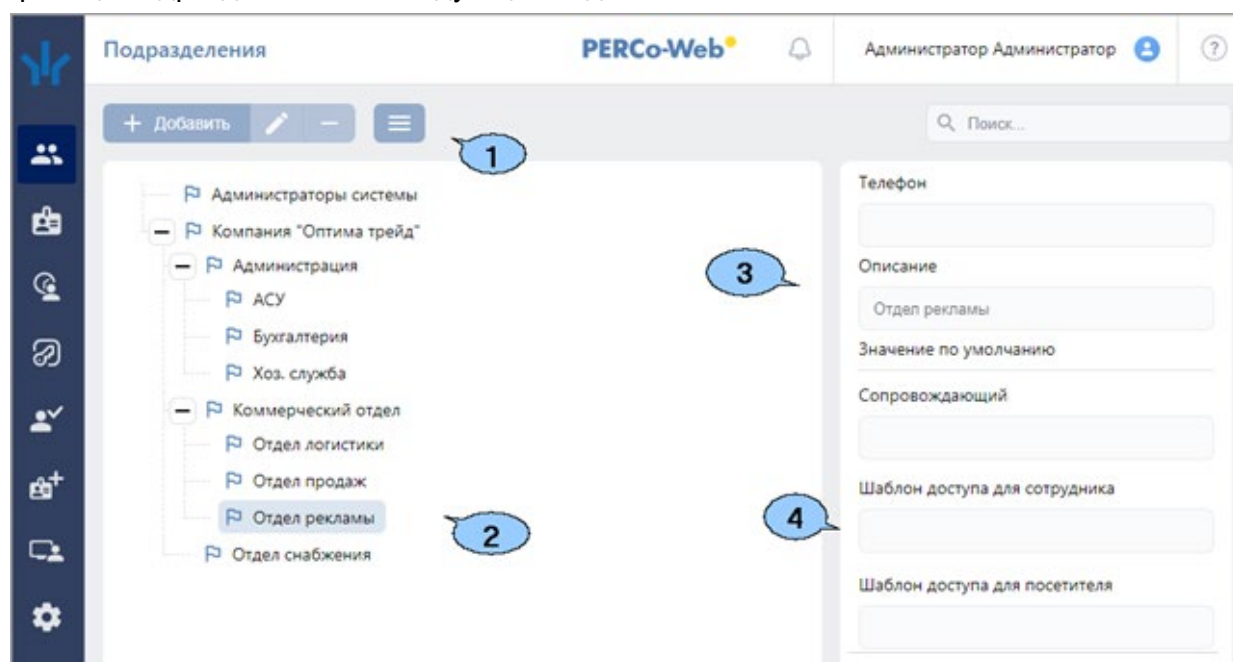 Подразделения
PERCo-Web
Администратор Администратор
?
+ Добавить
Поиск...
1
Администраторы системы
Компания "Оптима трейд"
Администрация
АСУ
Бухгалтерия
Хоз. служба
Коммерческий отдел
Отдел логистики
Отдел продаж
Отдел рекламы
Отдел снабжения
2
3
Телефон
Описание
Отдел рекламы
Значение по умолчанию
Сопровождающий
4
Шаблон доступа для сотрудника
Шаблон доступа для посетителя